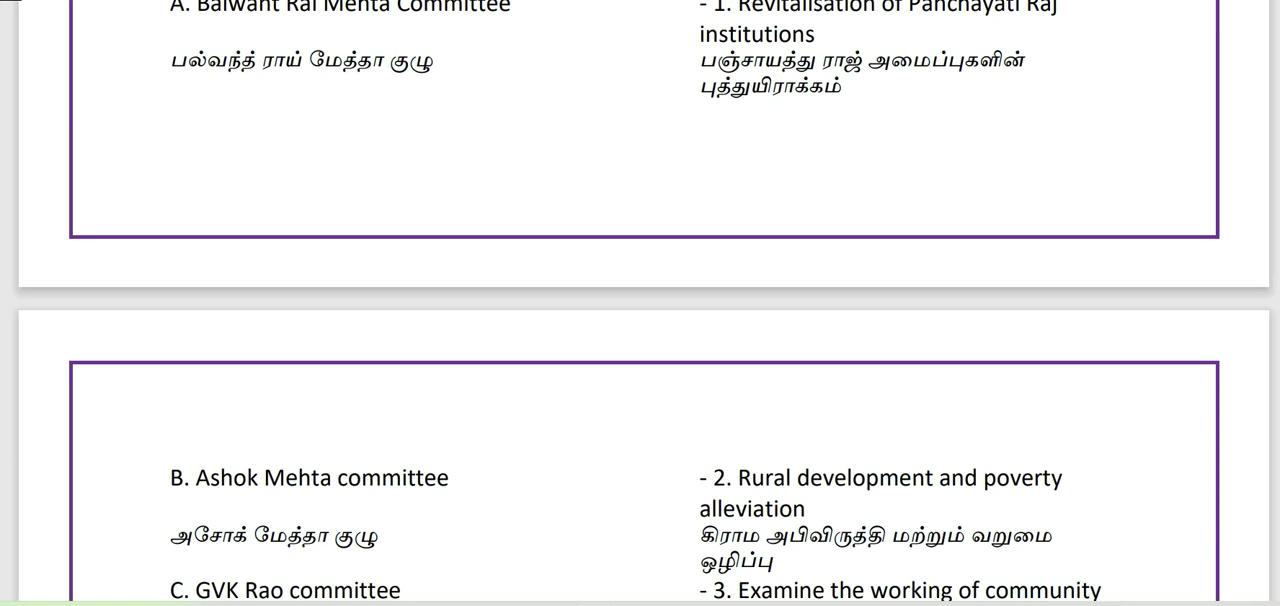 A. Balwant Rai Mehta Committee - 1. Revitalisation of Panchayati Raj
institutions
பல்வந்த் ராய் மேத்தா குழு பஞ்சாயத்து ராஜ் அமைப்புகளின்
புத்துயிராக்கம்
B. Ashok Mehta committee - 2. Rural development and poverty
alleviation
அசோக் மேத்தா குழு கிராம அபிவிருத்தி மற்றும் வறுமை
ஒழிப்பு
C. GVK Rao committee - 3. Examine the working of community